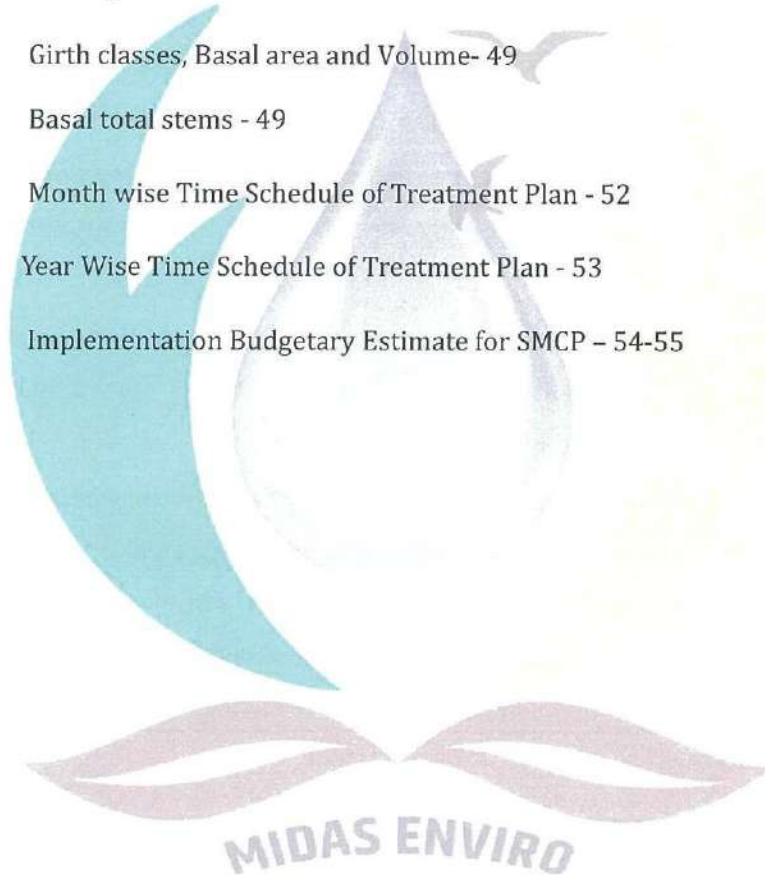 Girth classes, Basal area and Volume- 49
Basal total stems - 49
Month wise Time Schedule of Treatment Plan - 52
Year Wise Time Schedule of Treatment Plan - 53
Implementation Budgetary Estimate for SMCP – 54-55
MIDAS ENVIRO